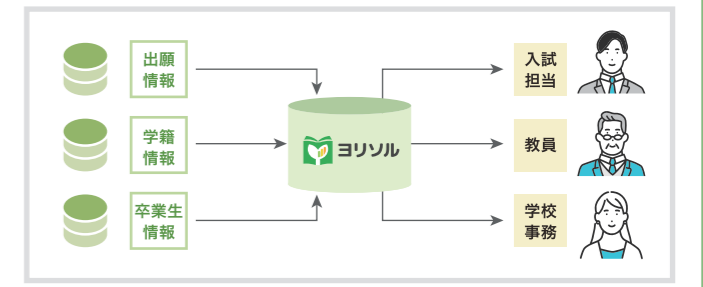 出願
情報
学籍
情報
卒業生
情報
ヨリソル
入試
担当
教員
学校
事務